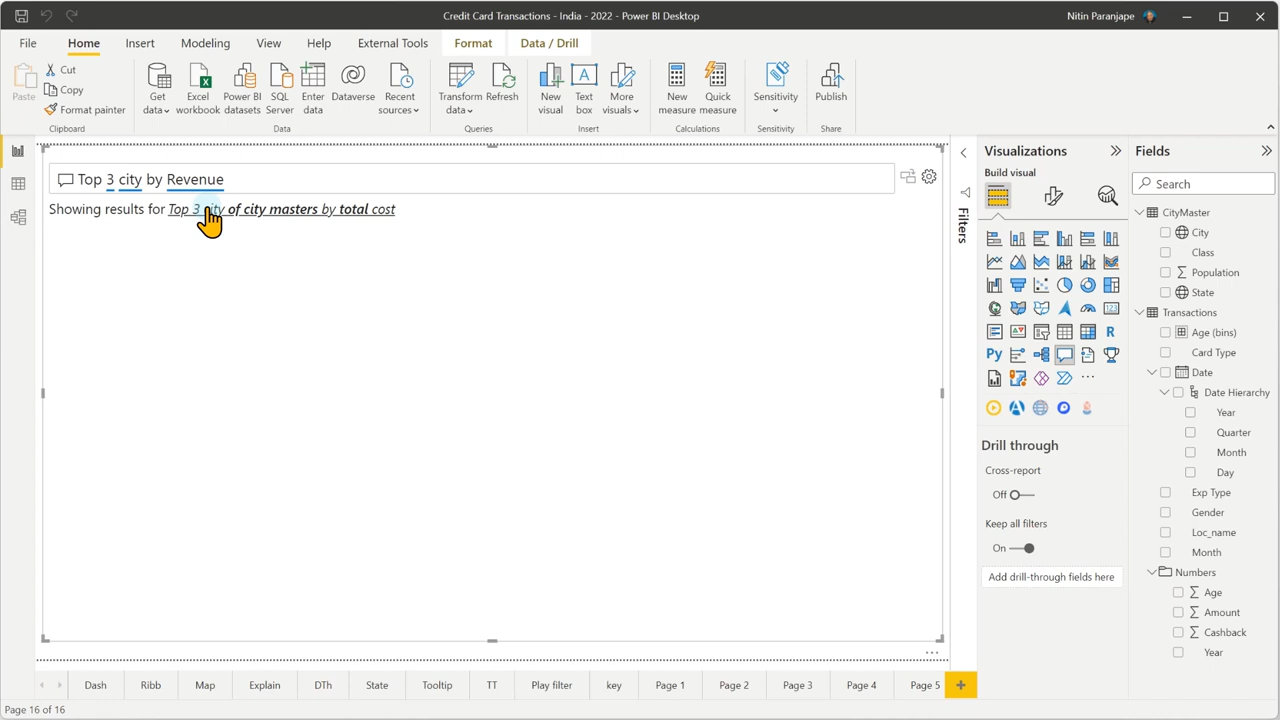 Credit Card Transactions - India - 2022 - Power BI Desktop
Nitin Paranjape
File
Home
Insert
Modeling
View
Help
External Tools
Format
Data / Drill
Paste
Cut
Copy
Format painter
Clipboard
Get data
Excel workbook
Power BI datasets
SQL Server
Enter data
Dataverse
Recent sources
Data
Transform data
Refresh
Queries
New visual
Text box
More visuals
Insert
New measure
Quick measure
Calculations
Sensitivity
Sensitivity
Publish
Share
Top 3 city by Revenue
Showing results for Top 3 city of city masters by total cost
Filters
Visualizations
Build visual
R
Py
123
Drill through
Cross-report
Off
Keep all filters
On
Add drill-through fields here
Fields
Search
CityMaster
City
Class
Population
State
Transactions
Age (bins)
Card Type
Date
Date Hierarchy
Year
Quarter
Month
Day
Exp Type
Gender
Loc_name
Month
Numbers
Age
Amount
Cashback
Year
Dash
Ribb
Map
Explain
DTh
State
Tooltip
TT
Play filter
key
Page 1
Page 2
Page 3
Page 4
Page 5
Page 16 of 16